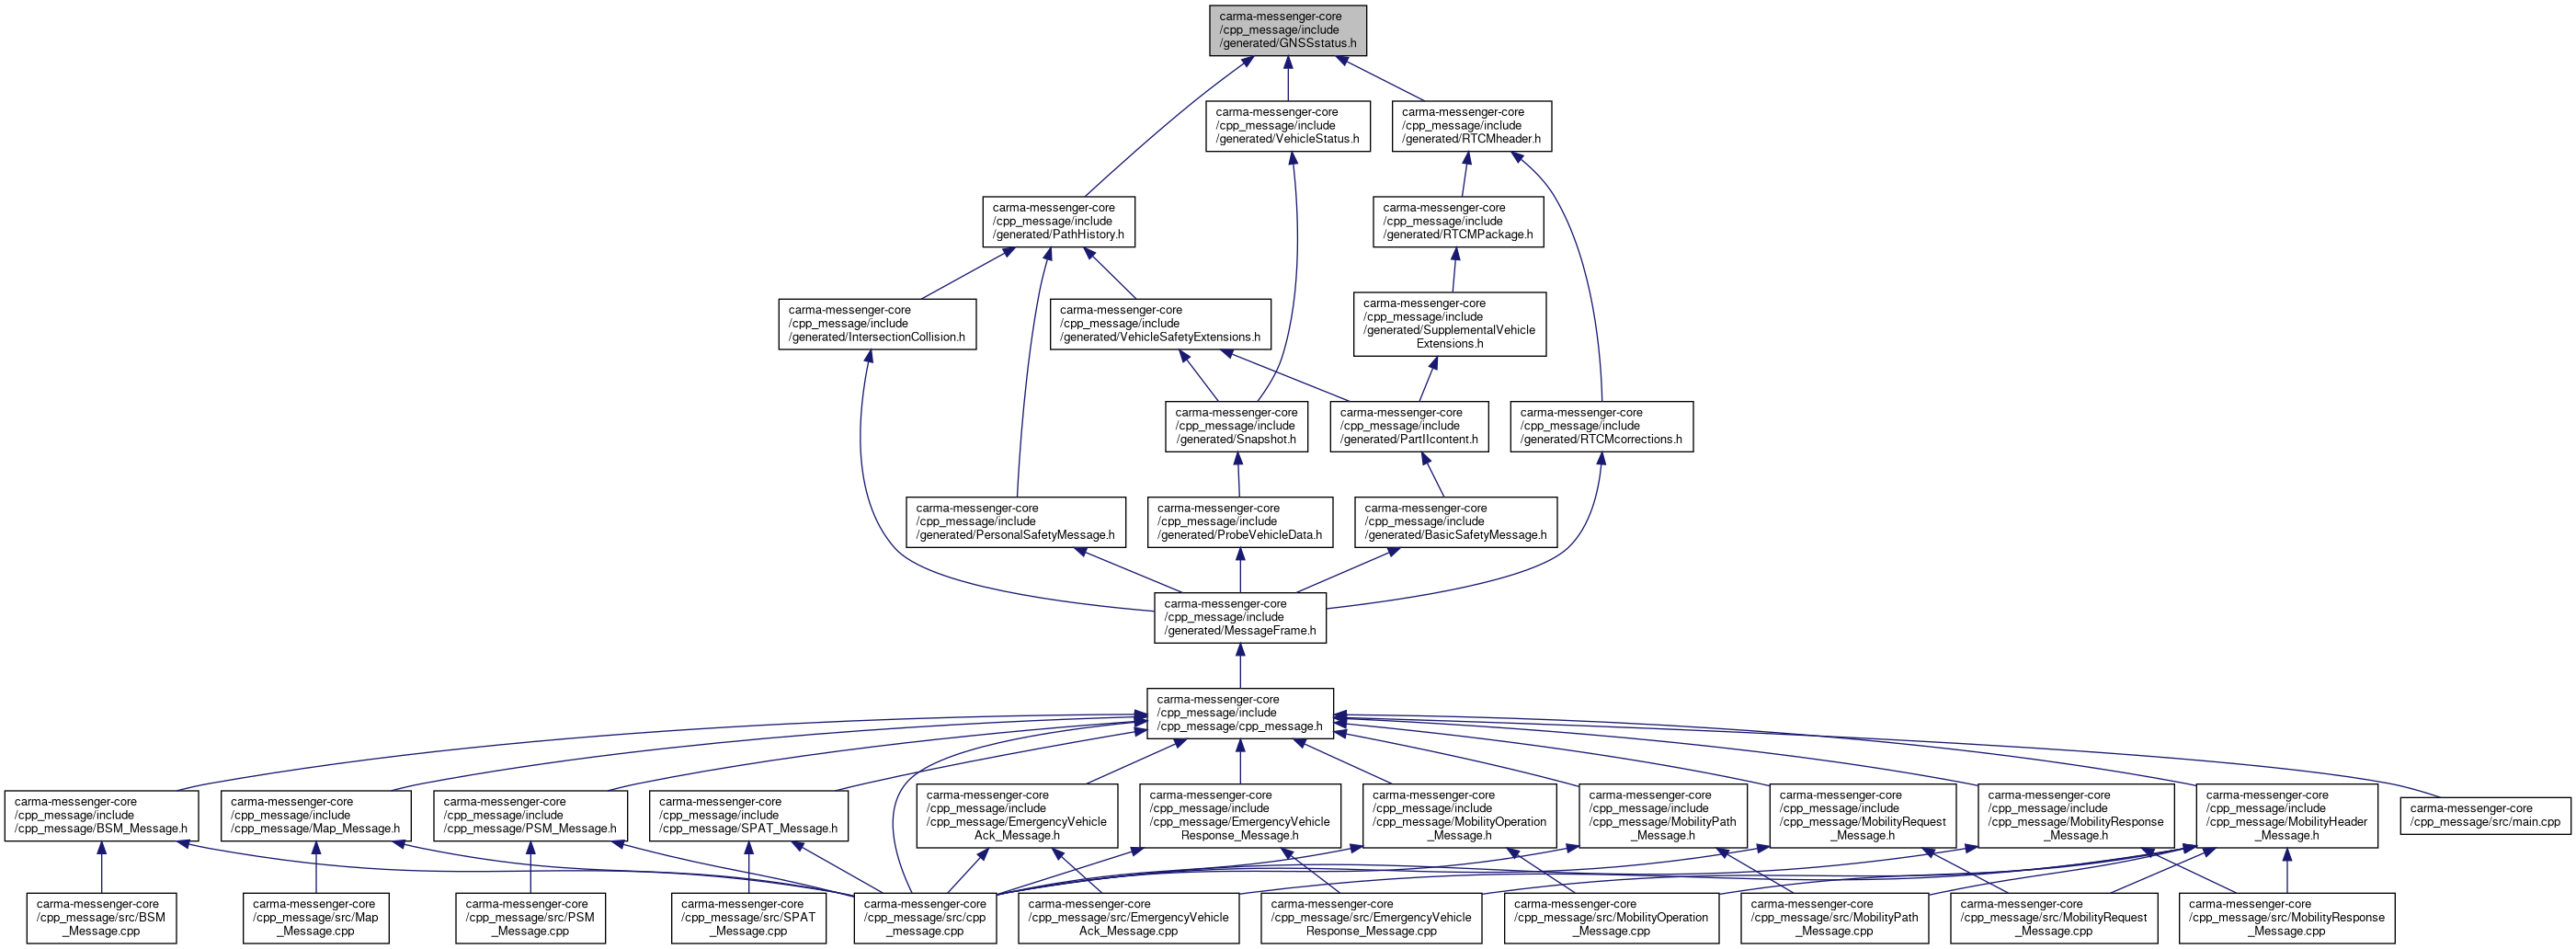 carma-messenger-core
/cpp_message/include
/generated/GNSSstatus.h
carma-messenger-core
/cpp_message/include
/generated/VehicleStatus.h
carma-messenger-core
/cpp_message/include
/generated/RTCMheader.h
carma-messenger-core
/cpp_message/include
/generated/PathHistory.h
carma-messenger-core
/cpp_message/include
/generated/RTCMPackage.h
carma-messenger-core
/cpp_message/include
/generated/IntersectionCollision.h
carma-messenger-core
/cpp_message/include
/generated/VehicleSafetyExtensions.h
carma-messenger-core
/cpp_message/include
/generated/SupplementalVehicle
Extensions.h
carma-messenger-core
/cpp_message/include
/generated/Snapshot.h
carma-messenger-core
/cpp_message/include
/generated/PartIIcontent.h
carma-messenger-core
/cpp_message/include
/generated/RTCMcorrections.h
carma-messenger-core
/cpp_message/include
/generated/PersonalSafetyMessage.h
carma-messenger-core
/cpp_message/include
/generated/ProbeVehicleData.h
carma-messenger-core
/cpp_message/include
/generated/BasicSafetyMessage.h
carma-messenger-core
/cpp_message/include
/generated/MessageFrame.h
carma-messenger-core
/cpp_message/include
/cpp_message/cpp_message.h
carma-messenger-core
/cpp_message/include
/cpp_message/BSM_Message.h
carma-messenger-core
/cpp_message/include
/cpp_message/Map_Message.h
carma-messenger-core
/cpp_message/include
/cpp_message/PSM_Message.h
carma-messenger-core
/cpp_message/include
/cpp_message/SPAT_Message.h
carma-messenger-core
/cpp_message/include
/cpp_message/EmergencyVehicle
Ack_Message.h
carma-messenger-core
/cpp_message/include
/cpp_message/EmergencyVehicle
Response_Message.h
carma-messenger-core
/cpp_message/include
/cpp_message/MobilityOperation
_Message.h
carma-messenger-core
/cpp_message/include
/cpp_message/MobilityPath
_Message.h
carma-messenger-core
/cpp_message/include
/cpp_message/MobilityRequest
_Message.h
carma-messenger-core
/cpp_message/include
/cpp_message/MobilityResponse
_Message.h
carma-messenger-core
/cpp_message/include
/cpp_message/MobilityHeader
_Message.h
carma-messenger-core
/cpp_message/src/main.cpp
carma-messenger-core
/cpp_message/src/BSM
_Message.cpp
carma-messenger-core
/cpp_message/src/Map
_Message.cpp
carma-messenger-core
/cpp_message/src/PSM
_Message.cpp
carma-messenger-core
/cpp_message/src/SPAT
_Message.cpp
carma-messenger-core
/cpp_message/src/cpp
_message.cpp
carma-messenger-core
/cpp_message/src/EmergencyVehicle
Ack_Message.cpp
carma-messenger-core
/cpp_message/src/EmergencyVehicle
Response_Message.cpp
carma-messenger-core
/cpp_message/src/MobilityOperation
_Message.cpp
carma-messenger-core
/cpp_message/src/MobilityPath
_Message.cpp
carma-messenger-core
/cpp_message/src/MobilityRequest
_Message.cpp
carma-messenger-core
/cpp_message/src/MobilityResponse
_Message.cpp